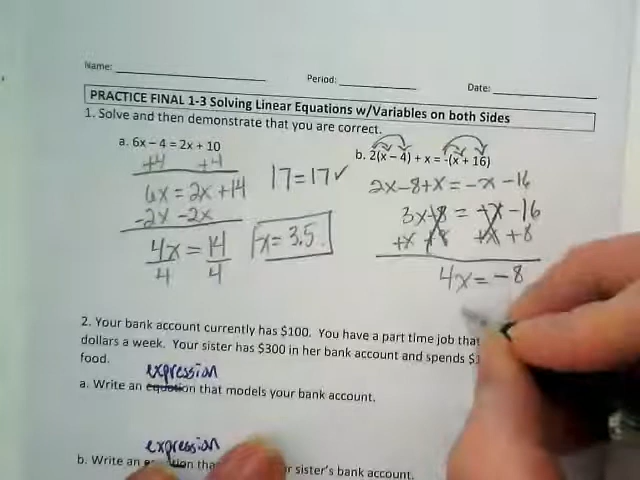 Name:
Period:
Date:
PRACTICE FINAL 1-3 Solving Linear Equations w/Variables on both Sides
1. Solve and then demonstrate that you are correct.
a. 6x – 4 = 2x + 10
+4 +4
6x = 2x + 14
-2x -2x
4x = 14
4 4
17 = 17 ✓
x = 3.5
b. 2(x – 4) + x = -(x + 16)
2x - 8 + x = -x - 16
3x - 8 = -x - 16
+x +8 +x +8
4x = -8
2. Your bank account currently has $100. You have a part time job that
dollars a week. Your sister has $300 in her bank account and spends
food.
expression
a. Write an equation that models your bank account.
expression
b. Write an sister's bank account.